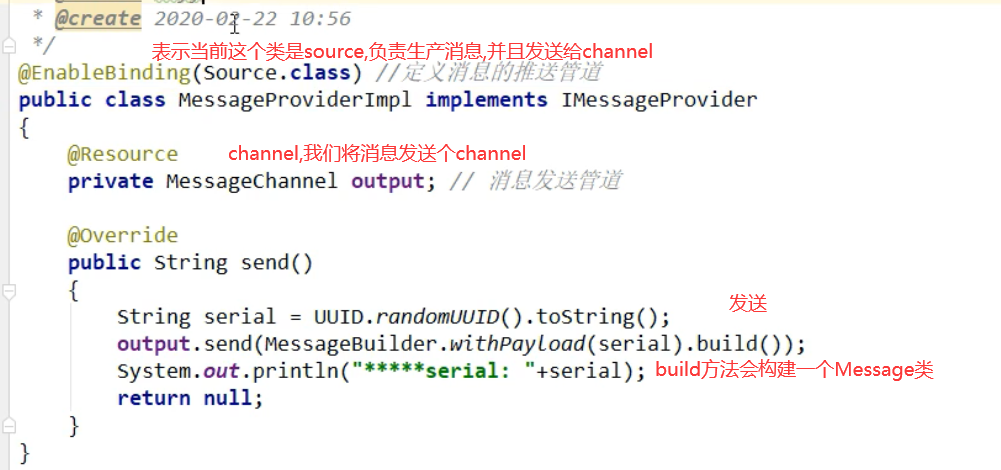 * @create 2020-02-22 10:56
*/
表示当前这个类是source,负责生产消息,并且发送给channel
@EnableBinding(Source.class) //定义消息的推送管道
public class MessageProviderImpl implements IMessageProvider
{
@Resource channel,我们将消息发送个channel
private MessageChannel output; // 消息发送管道
@Override
public String send()
{
发送
String serial = UUID.randomUUID().toString();
output.send(MessageBuilder.withPayload(serial).build());
System.out.println("*****serial: "+serial); build方法会构建一个Message类
return null;
}
}